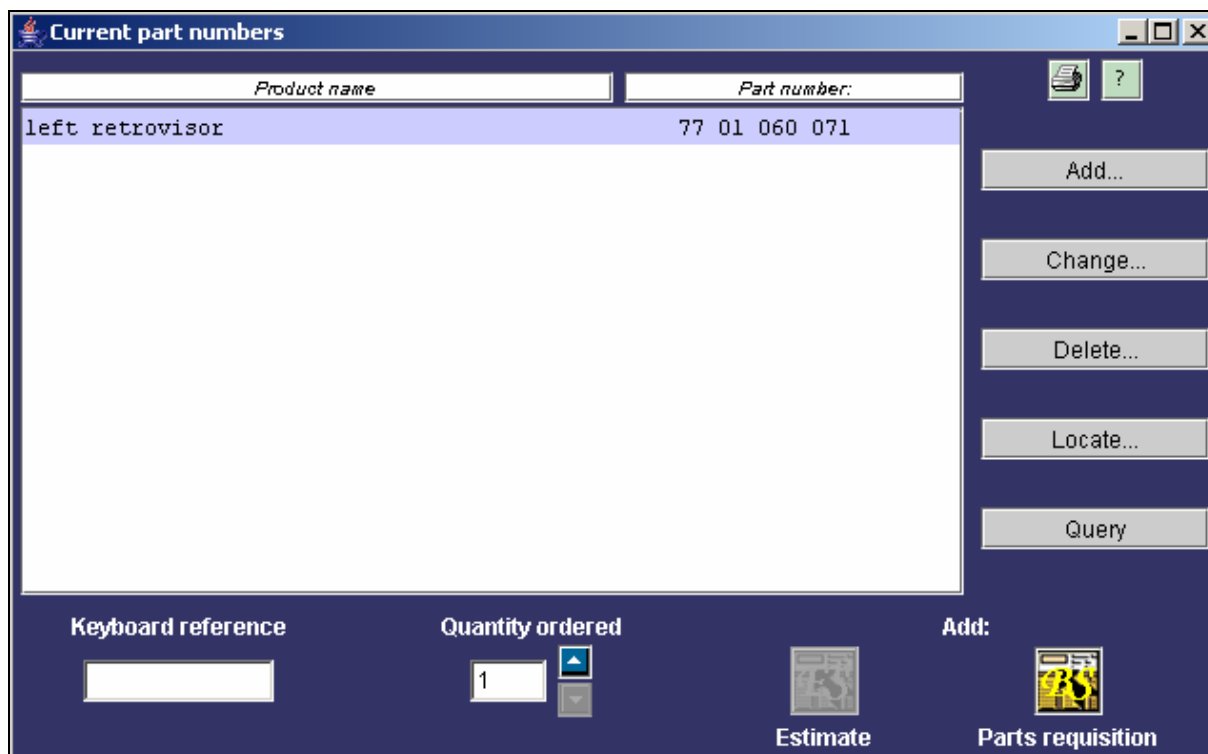 Current part numbers
Product name Part number:
?
left retrovisor 77 01 060 071
Add...
Change...
Delete...
Locate...
Query
Keyboard reference Quantity ordered Add:
1
Estimate Parts requisition